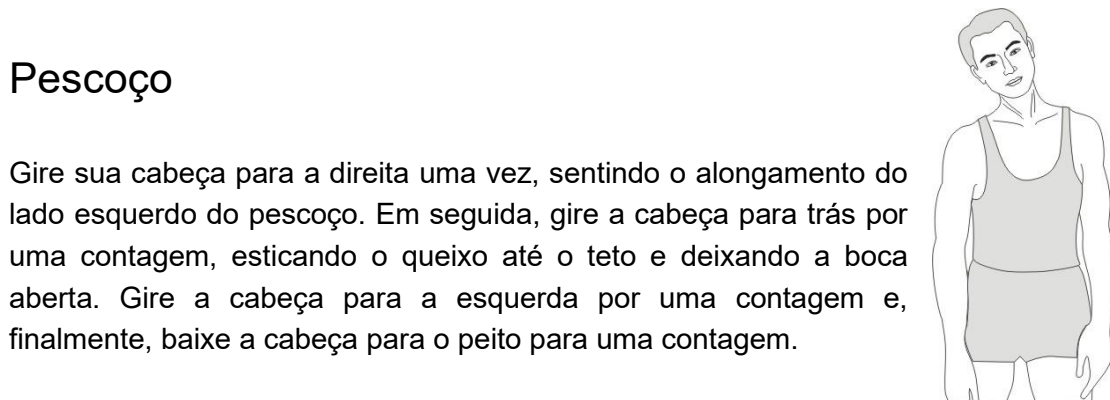 Pescoço
Gire sua cabeça para a direita uma vez, sentindo o alongamento do
lado esquerdo do pescoço. Em seguida, gire a cabeça para trás por
uma contagem, esticando o queixo até o teto e deixando a boca
aberta. Gire a cabeça para a esquerda por uma contagem e,
finalmente, baixe a cabeça para o peito para uma contagem.